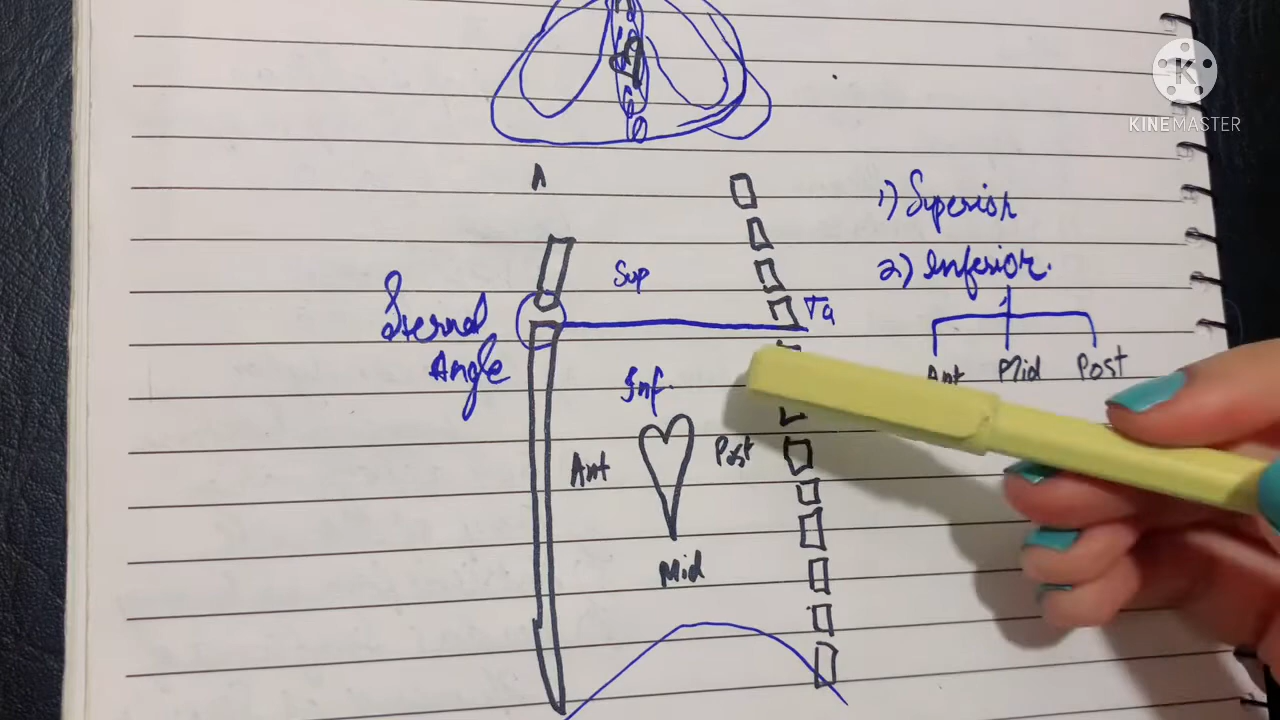 KINEMASTER
A
1) Superior
Sup
2) Inferior.
Sternal
Angle
T4
Inf.
Ant Mid Post
Ant
Post
Mid